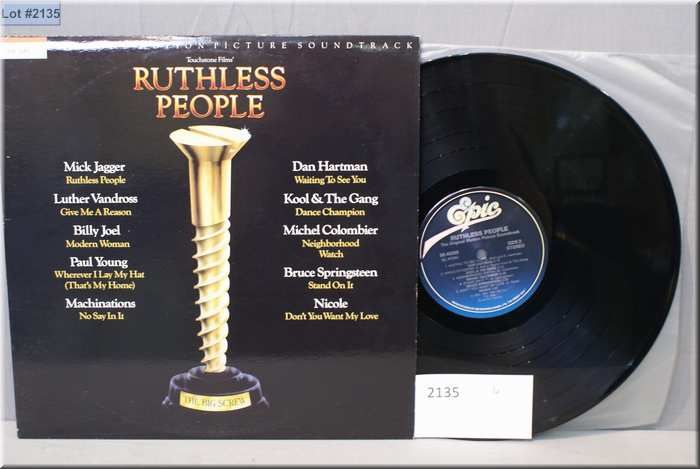 Lot #2135
MOTION PICTURE SOUNDTRACK
Touchstone Films'
RUTHLESS
PEOPLE
Mick Jagger
Ruthless People
Luther Vandross
Give Me A Reason
Billy Joel
Modern Woman
Paul Young
Wherever I Lay My Hat
(That's My Home)
Machinations
No Say In It
Dan Hartman
Waiting To See You
Kool & The Gang
Dance Champion
Michel Colombier
Neighborhood
Watch
Bruce Springsteen
Stand On It
Nicole
Don't You Want My Love
THE BIG SCREW
Epic
RUTHLESS PEOPLE
The Original Motion Picture Soundtrack
STEREO
2135